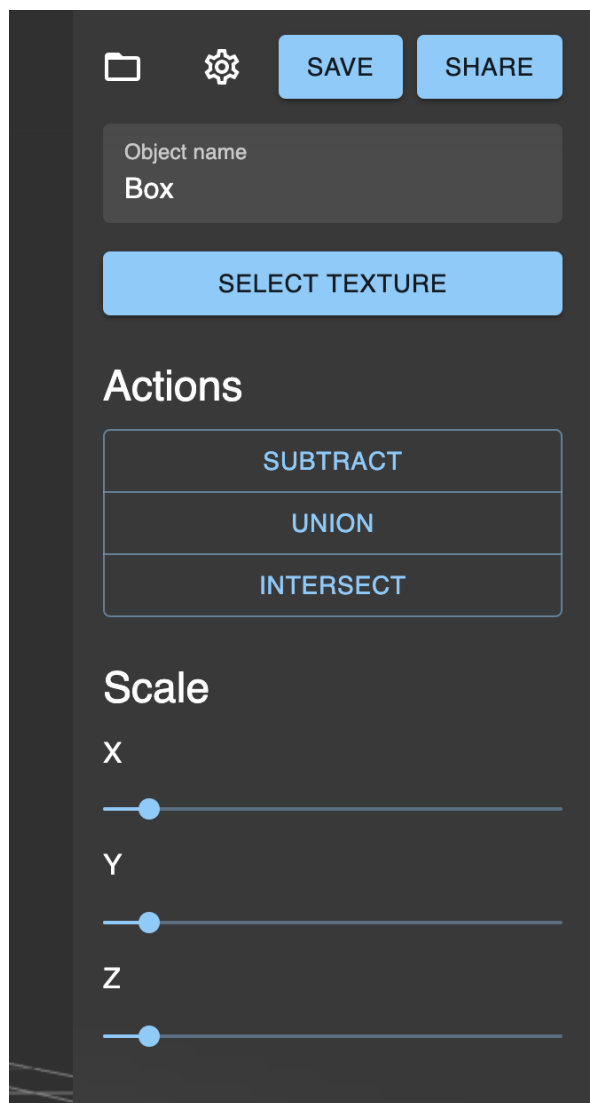 SAVE SHARE
Object name
Box
SELECT TEXTURE
Actions
SUBTRACT
UNION
INTERSECT
Scale
X
Y
Z